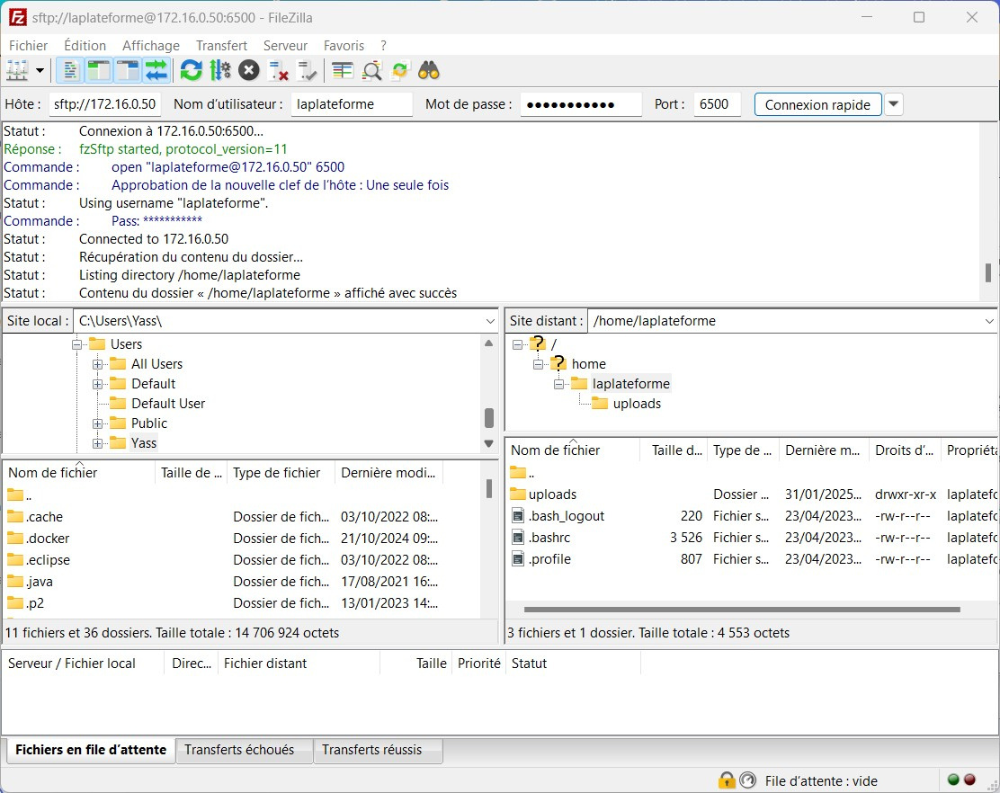 sftp://laplateforme@172.16.0.50:6500 - FileZilla
Fichier Édition Affichage Transfert Serveur Favoris ?
Hôte : sftp://172.16.0.50 Nom d'utilisateur : laplateforme Mot de passe : ●●●●●●●●●●● Port : 6500 Connexion rapide
Statut : Connexion à 172.16.0.50:6500...
Réponse : fzSftp started, protocol_version=11
Commande : open "laplateforme@172.16.0.50" 6500
Commande : Approbation de la nouvelle clef de l'hôte : Une seule fois
Statut : Using username "laplateforme".
Commande : Pass: ***********
Statut : Connected to 172.16.0.50
Statut : Récupération du contenu du dossier...
Statut : Listing directory /home/laplateforme
Statut : Contenu du dossier « /home/laplateforme » affiché avec succès
Site local : C:\Users\Yass\
Users
All Users
Default
Default User
Public
Yass
Nom de fichier Taille de ... Type de fichier Dernière modi...
..
.cache Dossier de fich... 03/10/2022 08:...
.docker Dossier de fich... 21/10/2024 09:...
.eclipse Dossier de fich... 03/10/2022 08:...
.java Dossier de fich... 17/08/2021 16:...
.p2 Dossier de fich... 13/01/2023 14:...
11 fichiers et 36 dossiers. Taille totale : 14 706 924 octets
Site distant : /home/laplateforme
/
home
laplateforme
uploads
Nom de fichier Taille d... Type de ... Dernière m... Droits d'... Propriéta
..
uploads Dossier ... 31/01/2025... drwxr-xr-x laplatefo
.bash_logout 220 Fichier s... 23/04/2023... -rw-r--r-- laplatefo
.bashrc 3 526 Fichier s... 23/04/2023... -rw-r--r-- laplatefo
.profile 807 Fichier s... 23/04/2023... -rw-r--r-- laplatefo
3 fichiers et 1 dossier. Taille totale : 4 553 octets
Serveur / Fichier local Direc... Fichier distant Taille Priorité Statut
Fichiers en file d'attente Transferts échoués Transferts réussis
File d'attente : vide